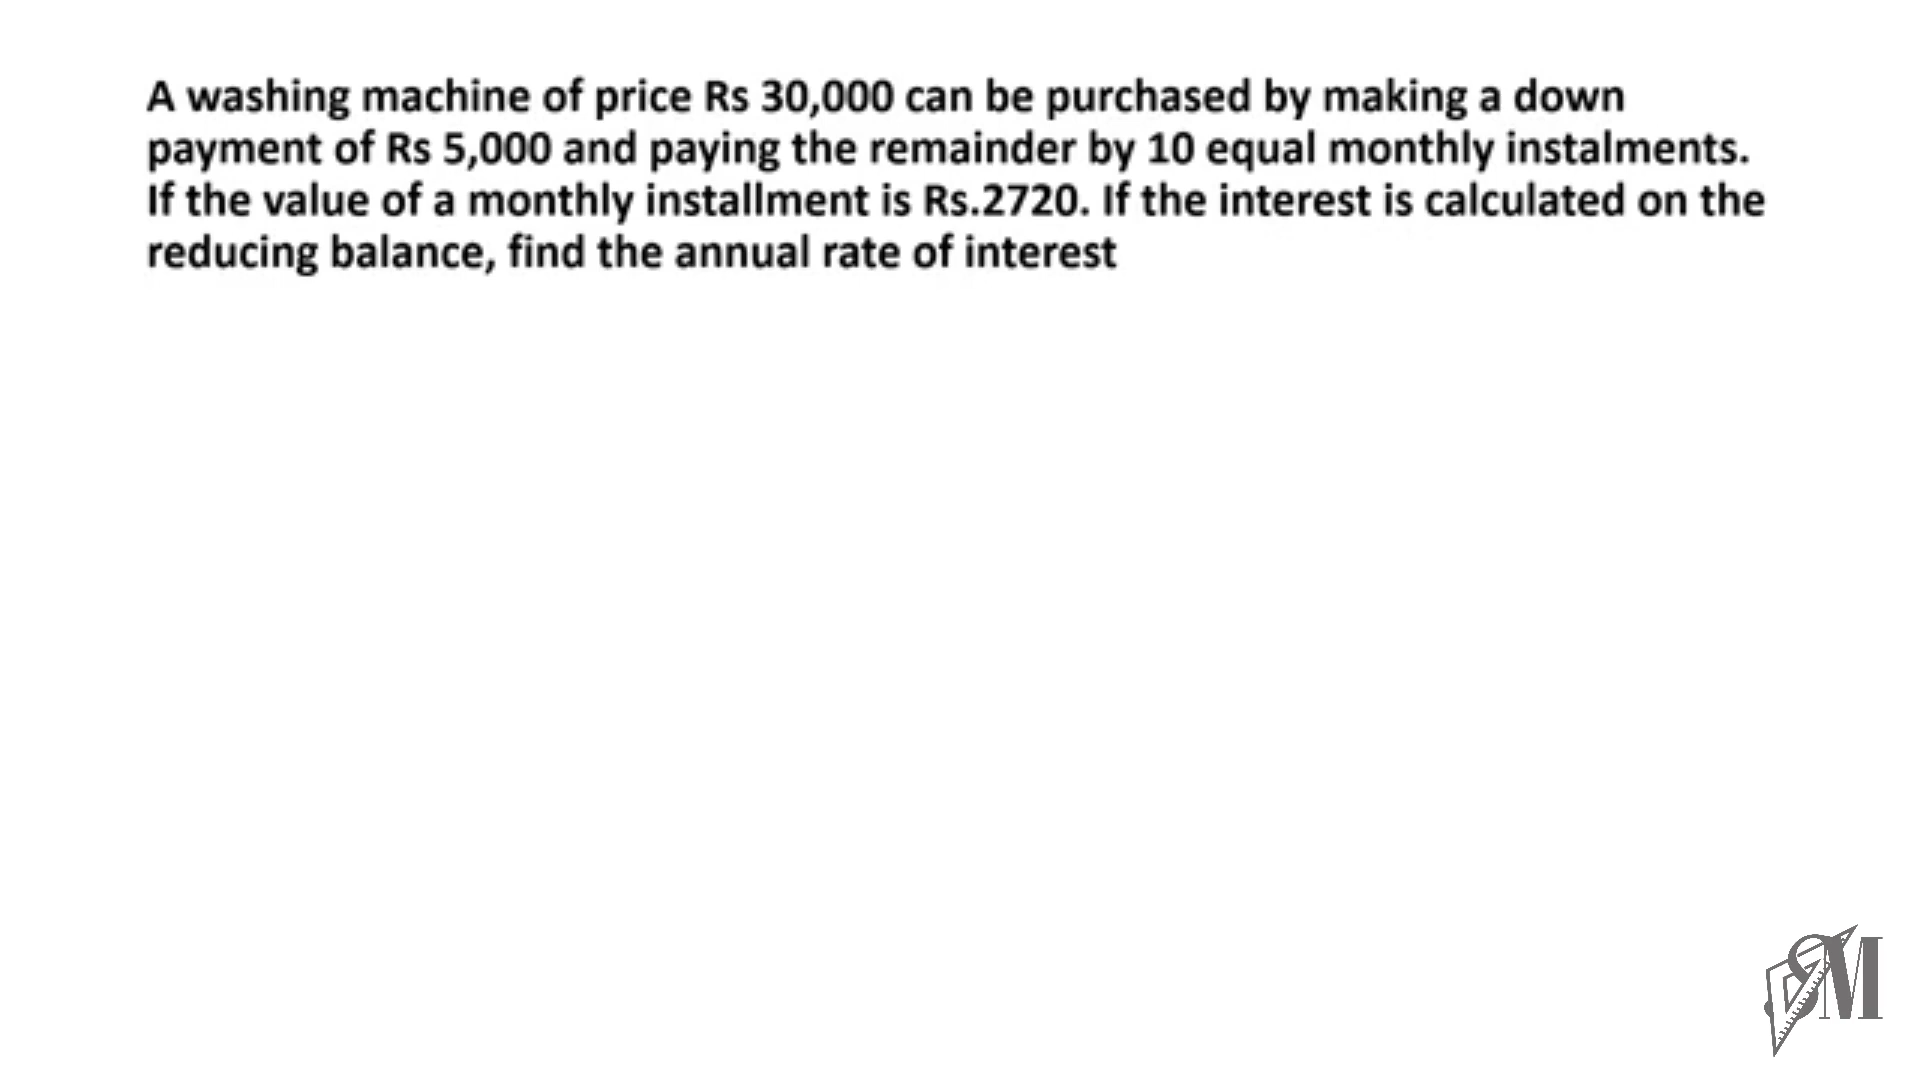 A washing machine of price Rs 30,000 can be purchased by making a down
payment of Rs 5,000 and paying the remainder by 10 equal monthly instalments.
If the value of a monthly installment is Rs.2720. If the interest is calculated on the
reducing balance, find the annual rate of interest
SM